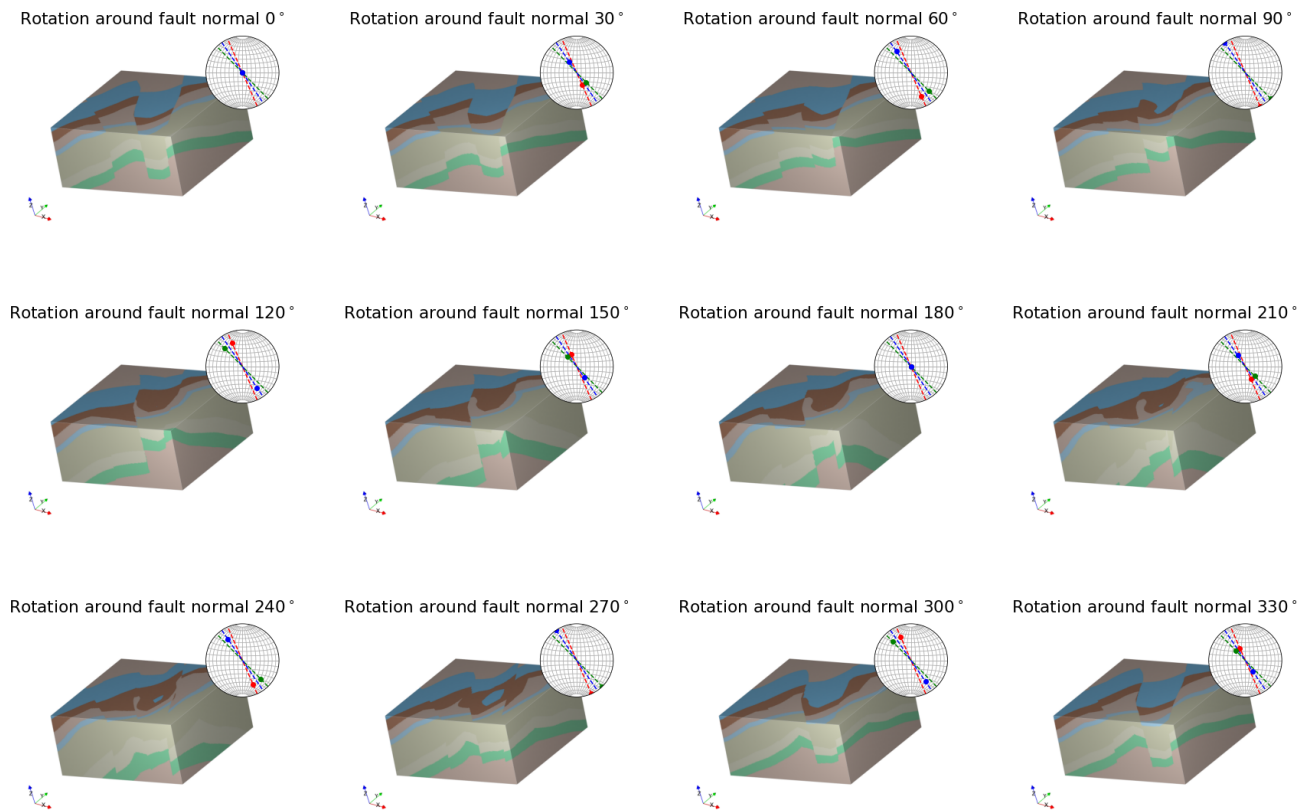 Rotation around fault normal 0°
Rotation around fault normal 30°
Rotation around fault normal 60°
Rotation around fault normal 90°
Z Y X
Z Y X
Z Y X
Z Y X
Rotation around fault normal 120°
Rotation around fault normal 150°
Rotation around fault normal 180°
Rotation around fault normal 210°
Z Y X
Z Y X
Z Y X
Z Y X
Rotation around fault normal 240°
Rotation around fault normal 270°
Rotation around fault normal 300°
Rotation around fault normal 330°
Z Y X
Z Y X
Z Y X
Z Y X